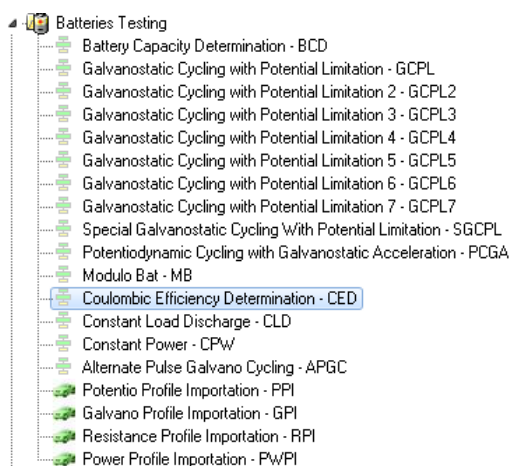 Batteries Testing
Battery Capacity Determination - BCD
Galvanostatic Cycling with Potential Limitation - GCPL
Galvanostatic Cycling with Potential Limitation 2 - GCPL2
Galvanostatic Cycling with Potential Limitation 3 - GCPL3
Galvanostatic Cycling with Potential Limitation 4 - GCPL4
Galvanostatic Cycling with Potential Limitation 5 - GCPL5
Galvanostatic Cycling with Potential Limitation 6 - GCPL6
Galvanostatic Cycling with Potential Limitation 7 - GCPL7
Special Galvanostatic Cycling With Potential Limitation - SGCPL
Potentiodynamic Cycling with Galvanostatic Acceleration - PCGA
Modulo Bat - MB
Coulombic Efficiency Determination - CED
Constant Load Discharge - CLD
Constant Power - CPW
Alternate Pulse Galvano Cycling - APGC
Potentio Profile Importation - PPI
Galvano Profile Importation - GPI
Resistance Profile Importation - RPI
Power Profile Importation - PWPI